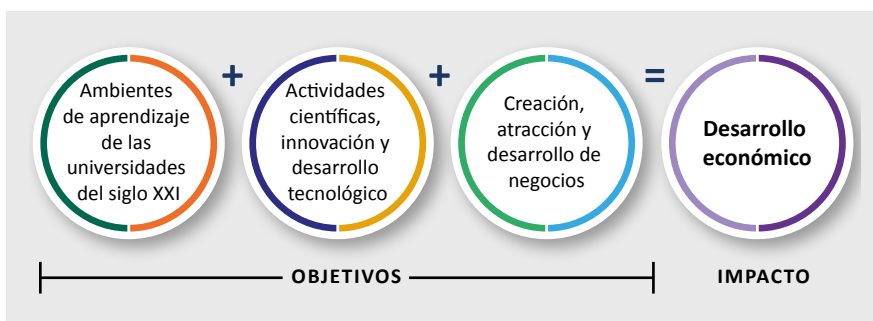 Ambientes
de aprendizaje
de las
universidades
del siglo XXI
+
Actividades
científicas,
innovación y
desarrollo
tecnológico
+
Creación,
atracción y
desarrollo de
negocios
=
Desarrollo
económico
OBJETIVOS
IMPACTO